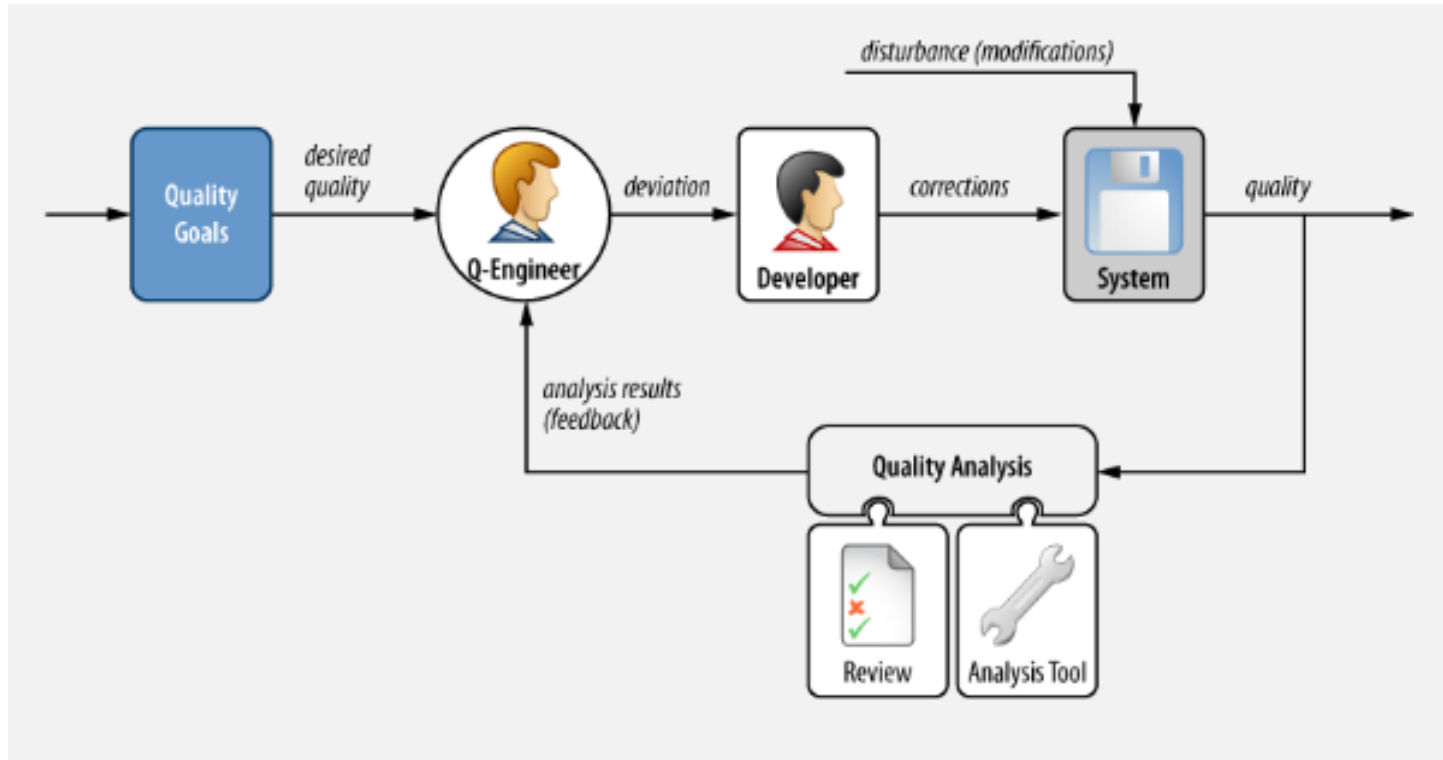 disturbance (modifications)
desired
quality
Quality
Goals
Q-Engineer
deviation
Developer
corrections
System
quality
analysis results
(feedback)
Quality Analysis
Review
Analysis Tool